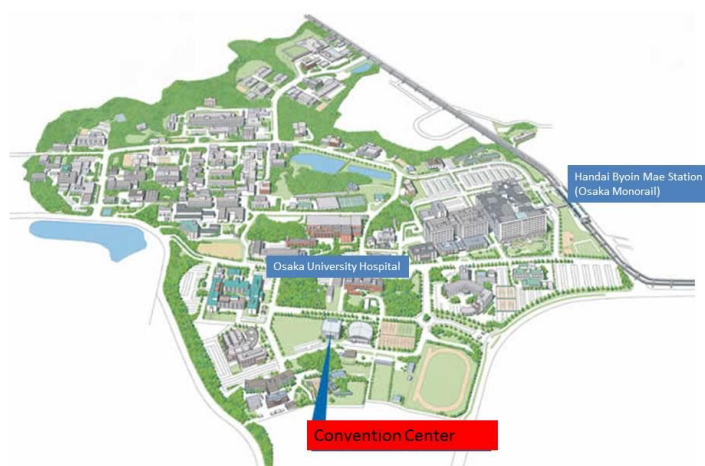 Handai Byoin Mae Station
(Osaka Monorail)
Osaka University Hospital
Convention Center